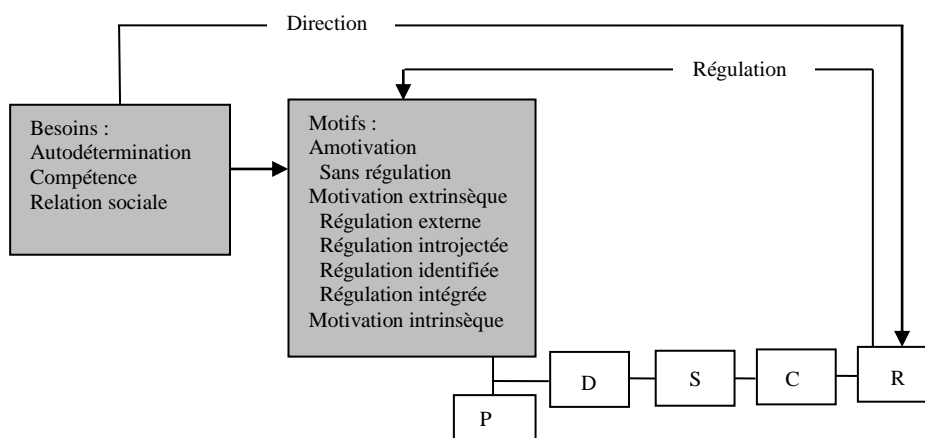 Direction
Régulation
Besoins :
Autodétermination
Compétence
Relation sociale
Motifs :
Amotivation
Sans régulation
Motivation extrinsèque
Régulation externe
Régulation introjectée
Régulation identifiée
Régulation intégrée
Motivation intrinsèque
P
D
S
C
R